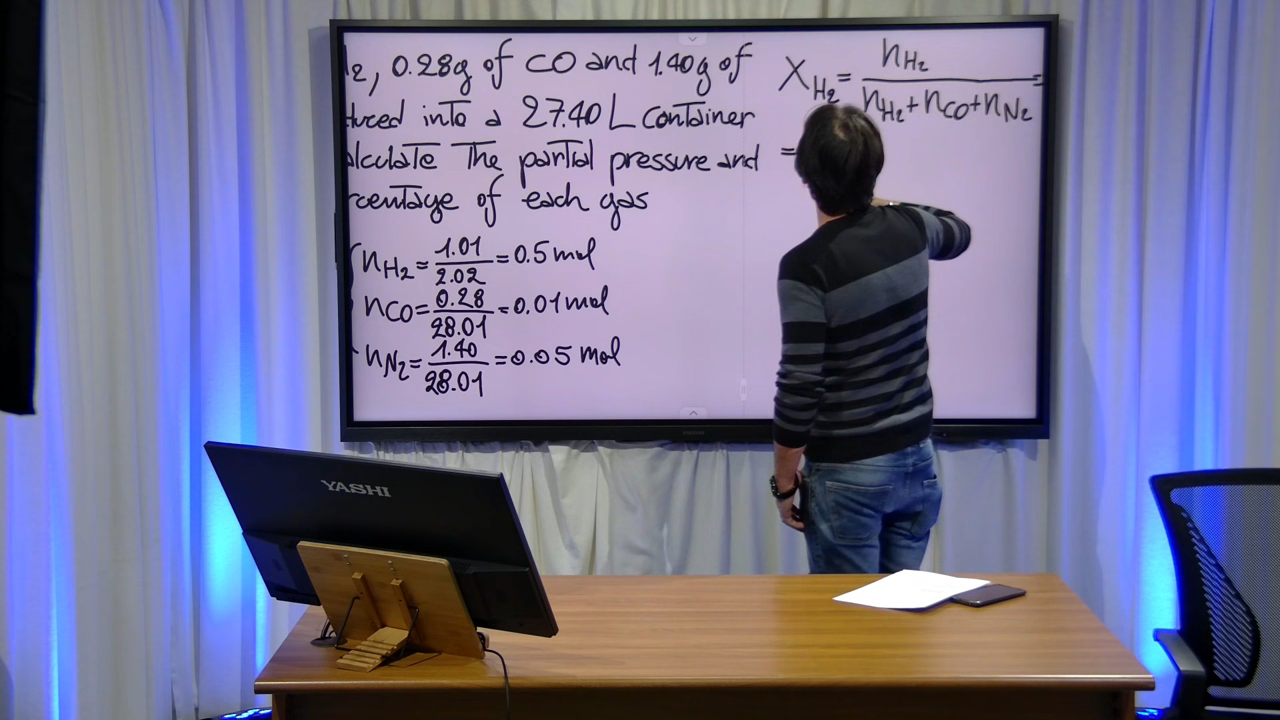 2, 0.28g of CO and 1.40g of
duced into a 27.40 L container
alculate the partial pressure and
rcentage of each gas
nH2 = 1.01/2.02 = 0.5 mol
nCO = 0.28/28.01 = 0.01 mol
nN2 = 1.40/28.01 = 0.05 mol
XH2 = nH2/nH2+nCO+nN2 =
=
YASHI